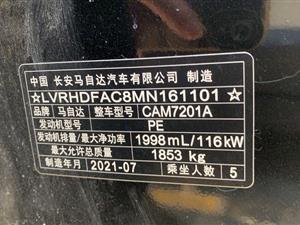 中国 长安马自达汽车有限公司 制造
☆LVRHDFAC8MN161101☆
品牌 马自达 整车型号 CAM7201A
发动机型号 PE
发动机排量/额定功率 1998mL/116kW
最大允许总质量 1853 kg
制造年月 2021-07 乘坐人数 5